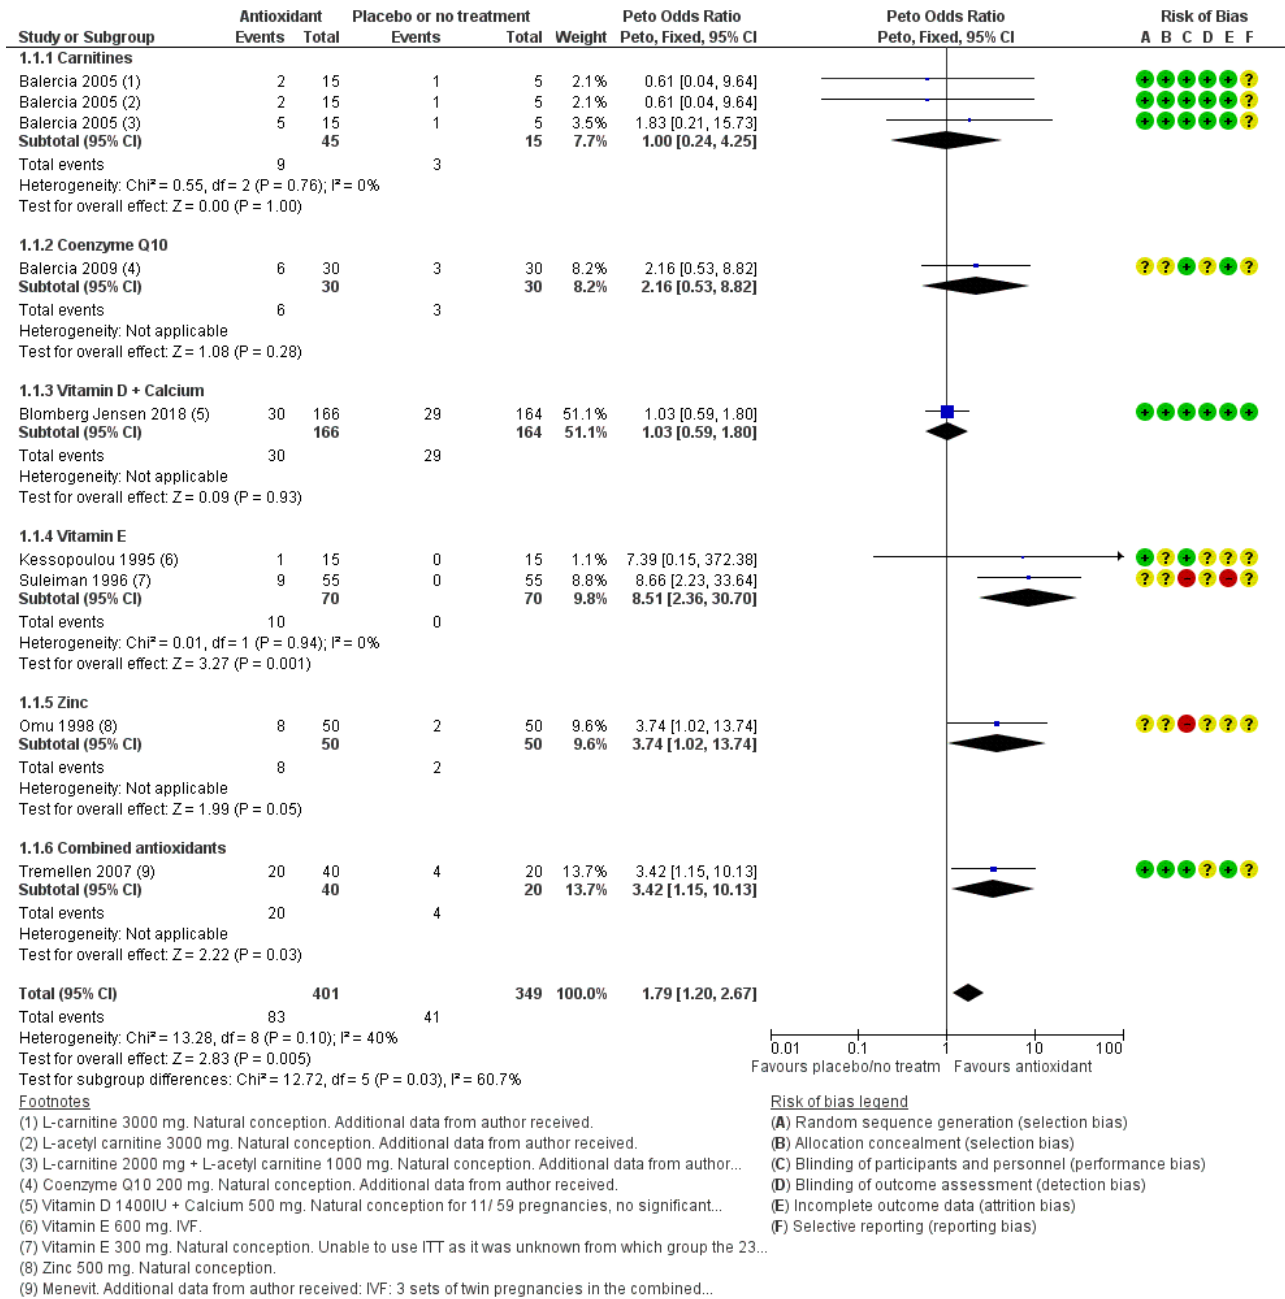 Antioxidant Placebo or no treatment Peto Odds Ratio Peto Odds Ratio Risk of Bias
Study or Subgroup Events Total Events Total Weight Peto, Fixed, 95% CI Peto, Fixed, 95% CI A B C D E F
1.1.1 Carnitines
Balercia 2005 (1) 2 15 1 5 2.1% 0.61 [0.04, 9.64] + + + + + ?
Balercia 2005 (2) 2 15 1 5 2.1% 0.61 [0.04, 9.64] + + + + + ?
Balercia 2005 (3) 5 15 1 5 3.5% 1.83 [0.21, 15.73] + + + + + ?
Subtotal (95% CI) 45 15 7.7% 1.00 [0.24, 4.25]
Total events 9 3
Heterogeneity: Chi² = 0.55, df = 2 (P = 0.76); I² = 0%
Test for overall effect: Z = 0.00 (P = 1.00)
1.1.2 Coenzyme Q10
Balercia 2009 (4) 6 30 3 30 8.2% 2.16 [0.53, 8.82] ? ? + ? + ?
Subtotal (95% CI) 30 30 8.2% 2.16 [0.53, 8.82]
Total events 6 3
Heterogeneity: Not applicable
Test for overall effect: Z = 1.08 (P = 0.28)
1.1.3 Vitamin D + Calcium
Blomberg Jensen 2018 (5) 30 166 29 164 51.1% 1.03 [0.59, 1.80] + + + + + +
Subtotal (95% CI) 166 164 51.1% 1.03 [0.59, 1.80]
Total events 30 29
Heterogeneity: Not applicable
Test for overall effect: Z = 0.09 (P = 0.93)
1.1.4 Vitamin E
Kessopoulou 1995 (6) 1 15 0 15 1.1% 7.39 [0.15, 372.38] + ? + ? ? ?
Suleiman 1996 (7) 9 55 0 55 8.8% 8.66 [2.23, 33.64] ? ? - ? - ?
Subtotal (95% CI) 70 70 9.8% 8.51 [2.36, 30.70]
Total events 10 0
Heterogeneity: Chi² = 0.01, df = 1 (P = 0.94); I² = 0%
Test for overall effect: Z = 3.27 (P = 0.001)
1.1.5 Zinc
Omu 1998 (8) 8 50 2 50 9.6% 3.74 [1.02, 13.74] ? ? - ? ? ?
Subtotal (95% CI) 50 50 9.6% 3.74 [1.02, 13.74]
Total events 8 2
Heterogeneity: Not applicable
Test for overall effect: Z = 1.99 (P = 0.05)
1.1.6 Combined antioxidants
Tremellen 2007 (9) 20 40 4 20 13.7% 3.42 [1.15, 10.13] + + + ? + ?
Subtotal (95% CI) 40 20 13.7% 3.42 [1.15, 10.13]
Total events 20 4
Heterogeneity: Not applicable
Test for overall effect: Z = 2.22 (P = 0.03)
Total (95% CI) 401 349 100.0% 1.79 [1.20, 2.67]
Total events 83 41
Heterogeneity: Chi² = 13.28, df = 8 (P = 0.10); I² = 40%
Test for overall effect: Z = 2.83 (P = 0.005)
Test for subgroup differences: Chi² = 12.72, df = 5 (P = 0.03), I² = 60.7%
0.01 0.1 1 10 100
Favours placebo/no treatm Favours antioxidant
Footnotes
(1) L-carnitine 3000 mg. Natural conception. Additional data from author received.
(2) L-acetyl carnitine 3000 mg. Natural conception. Additional data from author received.
(3) L-carnitine 2000 mg + L-acetyl carnitine 1000 mg. Natural conception. Additional data from author...
(4) Coenzyme Q10 200 mg. Natural conception. Additional data from author received.
(5) Vitamin D 1400IU + Calcium 500 mg. Natural conception for 11/ 59 pregnancies, no significant...
(6) Vitamin E 600 mg. IVF.
(7) Vitamin E 300 mg. Natural conception. Unable to use ITT as it was unknown from which group the 23...
(8) Zinc 500 mg. Natural conception.
(9) Menevit. Additional data from author received: IVF: 3 sets of twin pregnancies in the combined...
Risk of bias legend
(A) Random sequence generation (selection bias)
(B) Allocation concealment (selection bias)
(C) Blinding of participants and personnel (performance bias)
(D) Blinding of outcome assessment (detection bias)
(E) Incomplete outcome data (attrition bias)
(F) Selective reporting (reporting bias)